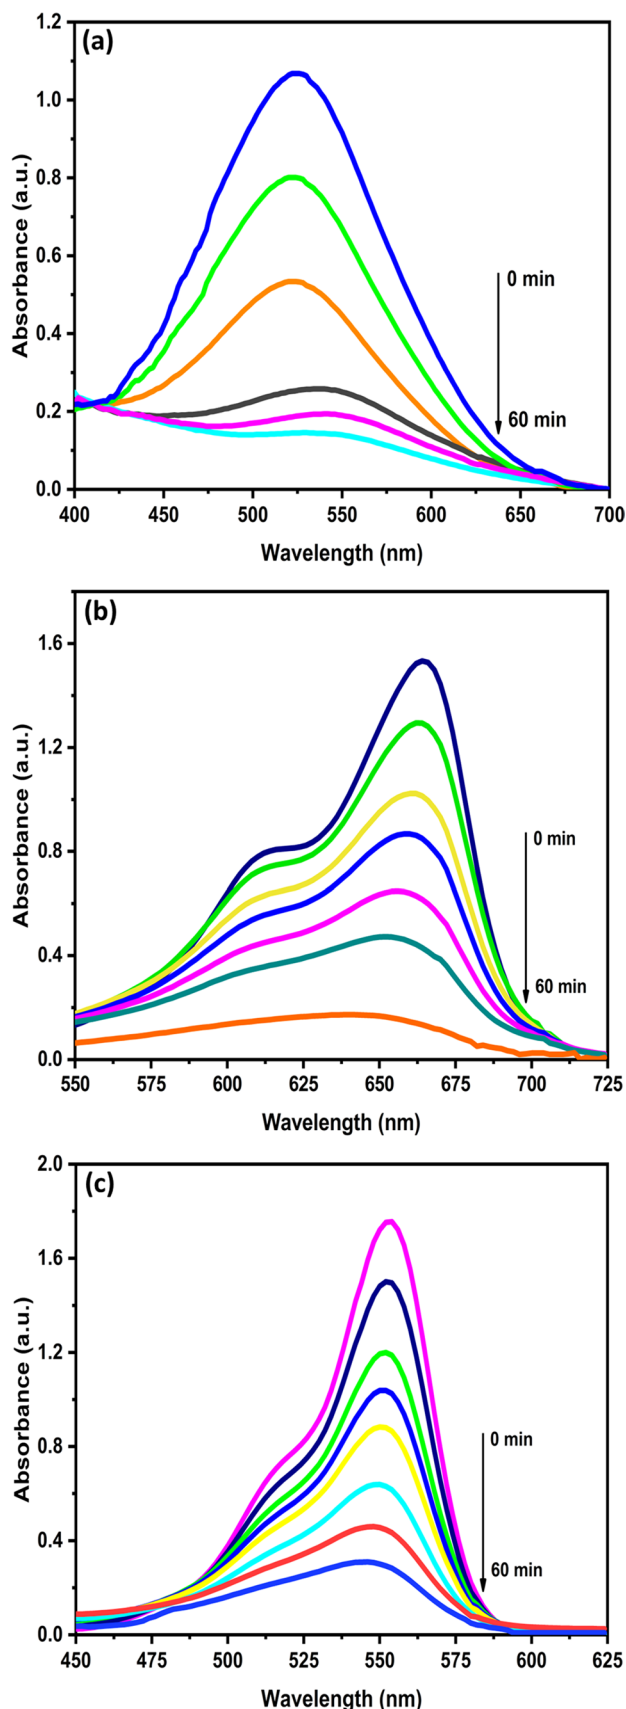 (a)
1.2
1.0
0.8
0.6
0.4
0.2
0.0
Absorbance (a.u.)
0 min
60 min
400 450 500 550 600 650 700
Wavelength (nm)
(b)
1.6
1.2
0.8
0.4
0.0
Absorbance (a.u.)
0 min
60 min
550 575 600 625 650 675 700 725
Wavelength (nm)
(c)
2.0
1.6
1.2
0.8
0.4
0.0
Absorbance (a.u.)
0 min
60 min
450 475 500 525 550 575 600 625
Wavelength (nm)